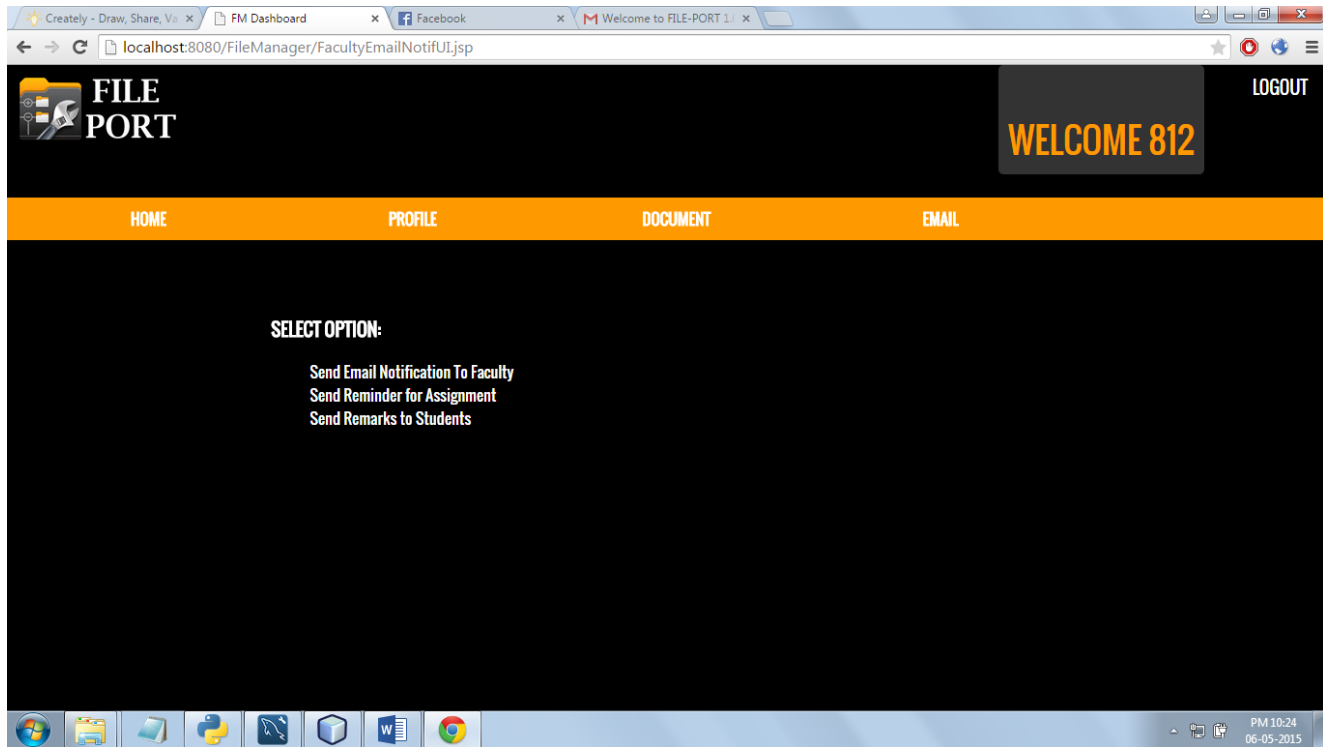 Creately - Draw, Share, Va
FM Dashboard
Facebook
Welcome to FILE-PORT 1.
localhost:8080/FileManager/FacultyEmailNotifUI.jsp
FILE
PORT
WELCOME 812
LOGOUT
HOME PROFILE DOCUMENT EMAIL
SELECT OPTION:
Send Email Notification To Faculty
Send Reminder for Assignment
Send Remarks to Students
PM 10:24
06-05-2015